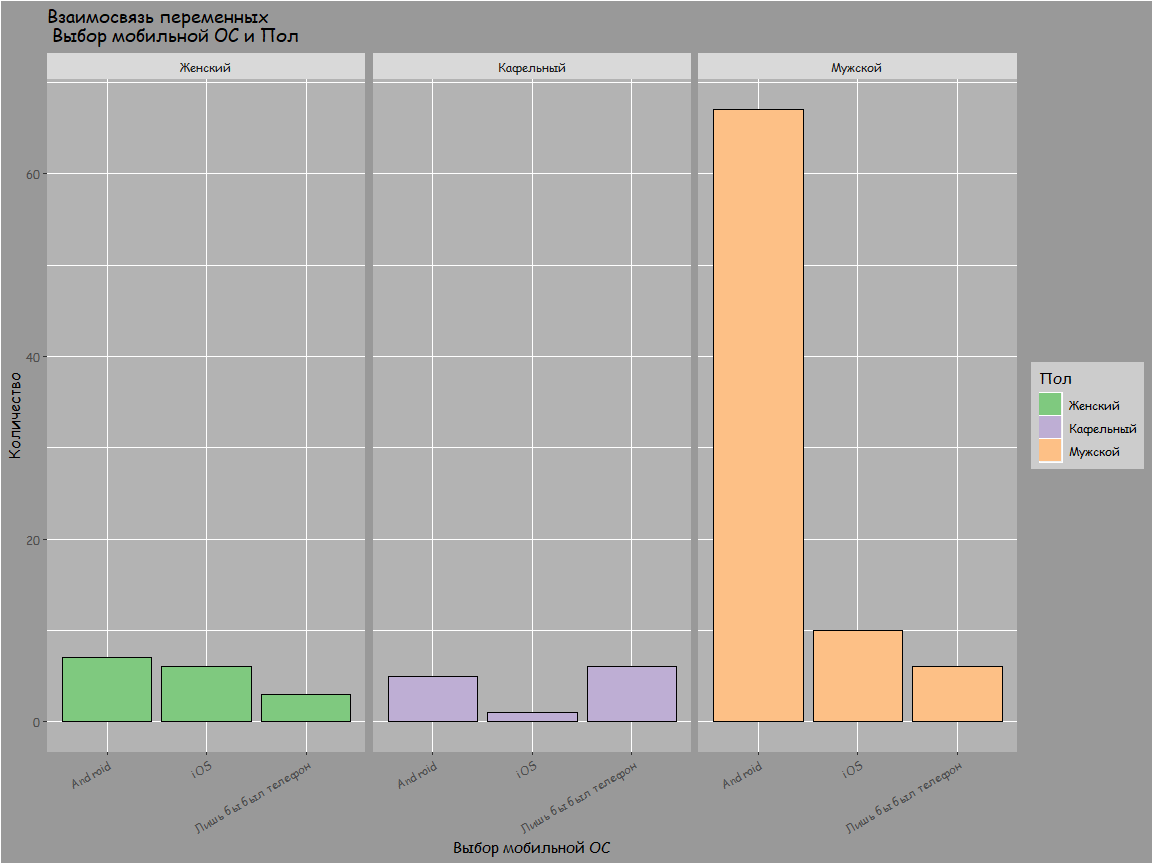 Взаимосвязь переменных
Выбор мобильной ОС и Пол
Женский
Кафельный
Мужской
60
40
20
0
Количество
Android
iOS
Лишь бы был телефон
Android
iOS
Лишь бы был телефон
Android
iOS
Лишь бы был телефон
Выбор мобильной ОС
Пол
Женский
Кафельный
Мужской